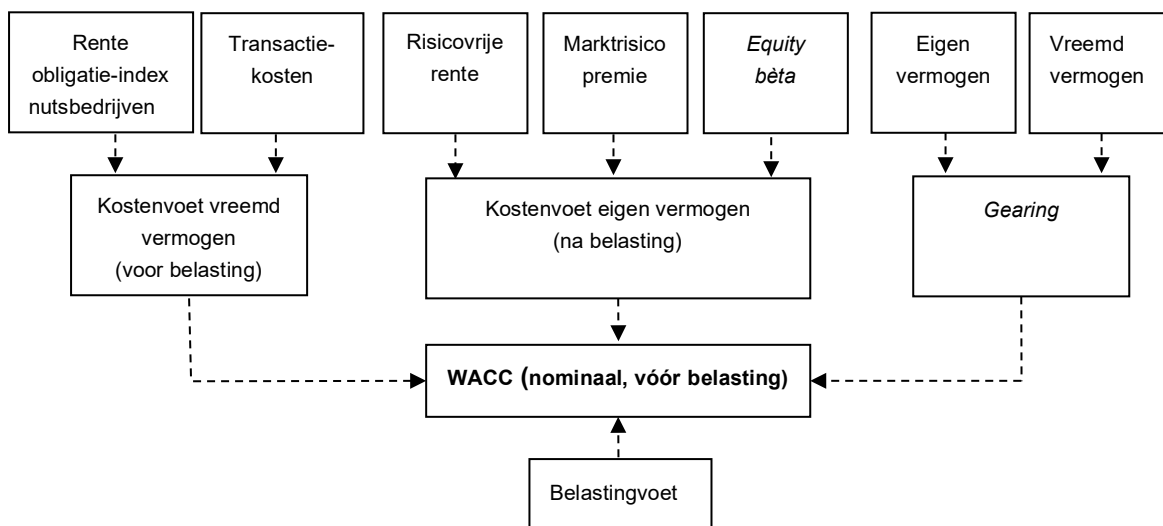 Rente
obligatie-index
nutsbedrijven
Transactie-
kosten
Risicovrije
rente
Marktrisico
premie
Equity
bèta
Eigen
vermogen
Vreemd
vermogen
Kostenvoet vreemd
vermogen
(voor belasting)
Kostenvoet eigen vermogen
(na belasting)
Gearing
WACC (nominaal, vóór belasting)
Belastingvoet